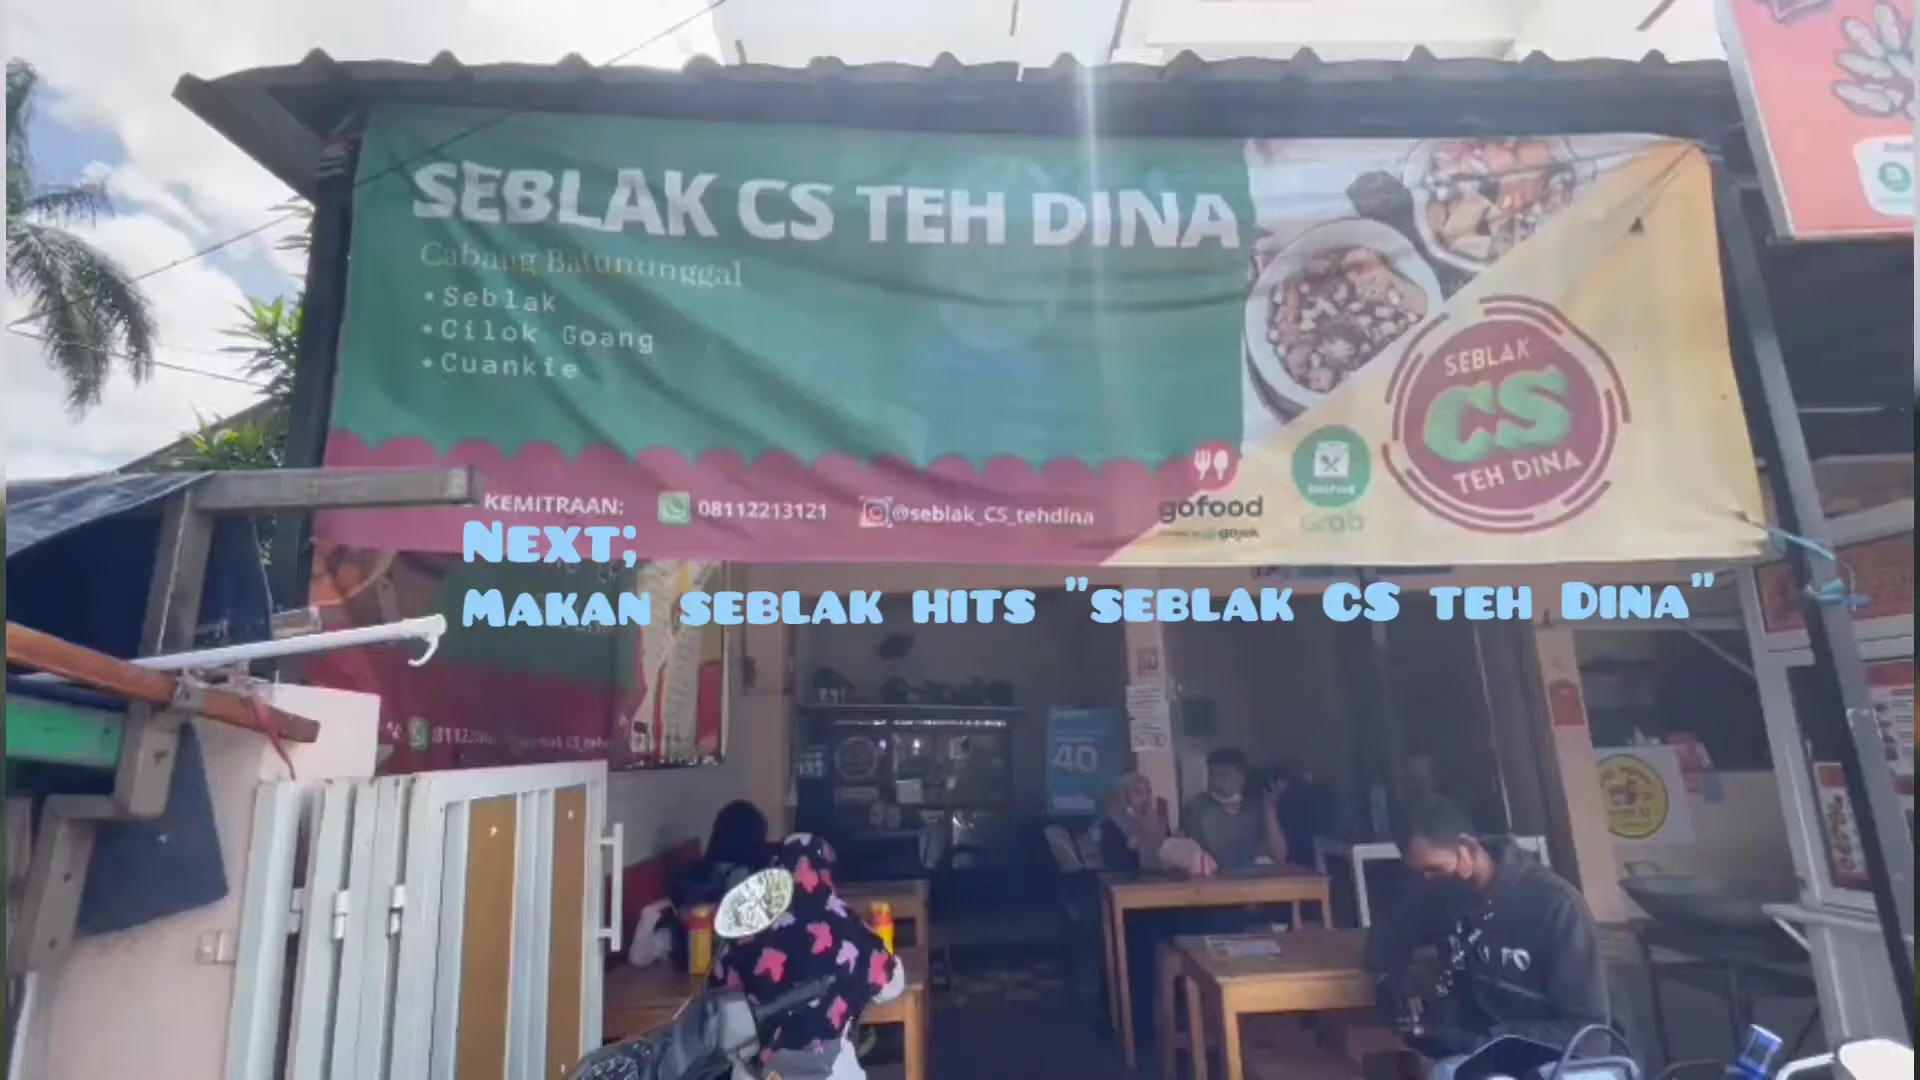 SEBLAK CS TEH DINA
Cabang Batununggal
•Seblak
•Cilok Goang
•Cuankie
KEMITRAAN:
08112213121
@seblak_CS_tehdina
gofood
gojek
Grab
SEBLAK
CS
TEH DINA
NEXT;
MAKAN SEBLAK HITS "SEBLAK CS TEH DINA"
40